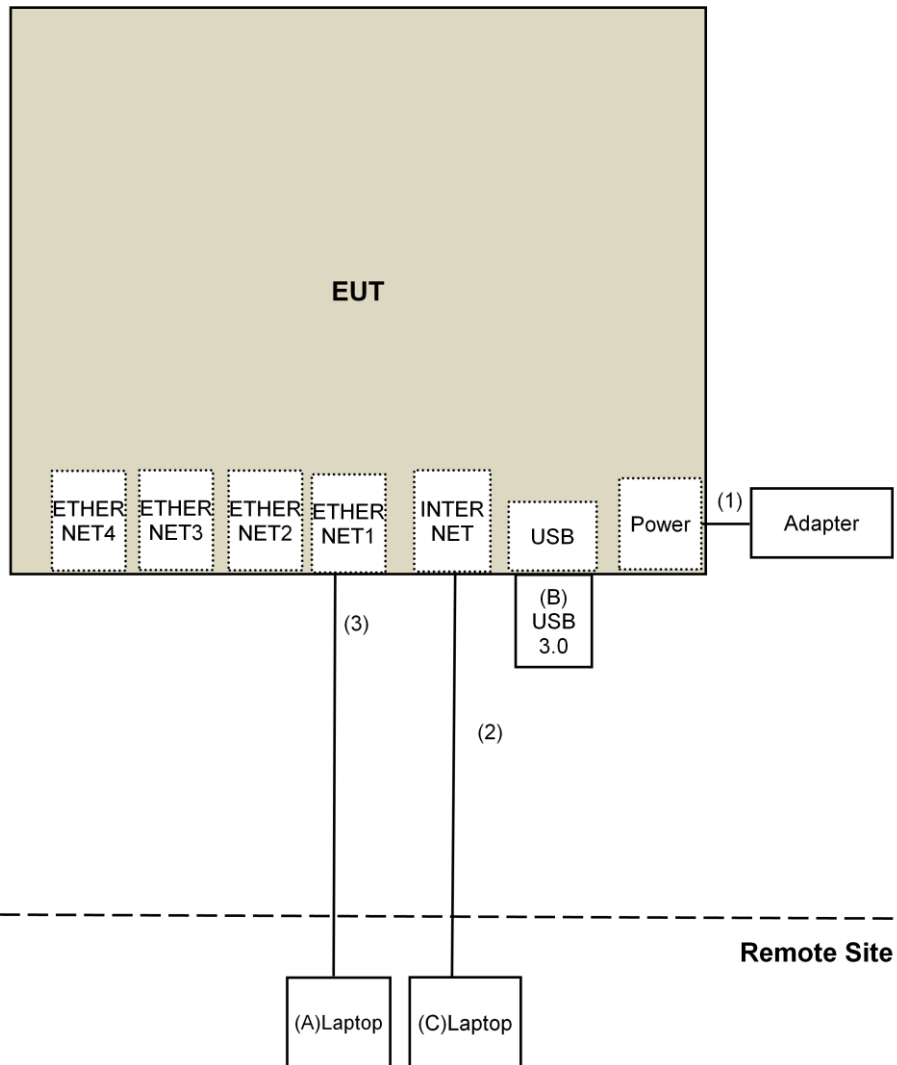 EUT
ETHER
NET4
ETHER
NET3
ETHER
NET2
ETHER
NET1
INTER
NET
USB
Power
(1)
Adapter
(B)
USB
3.0
(3)
(2)
Remote Site
(A)Laptop
(C)Laptop